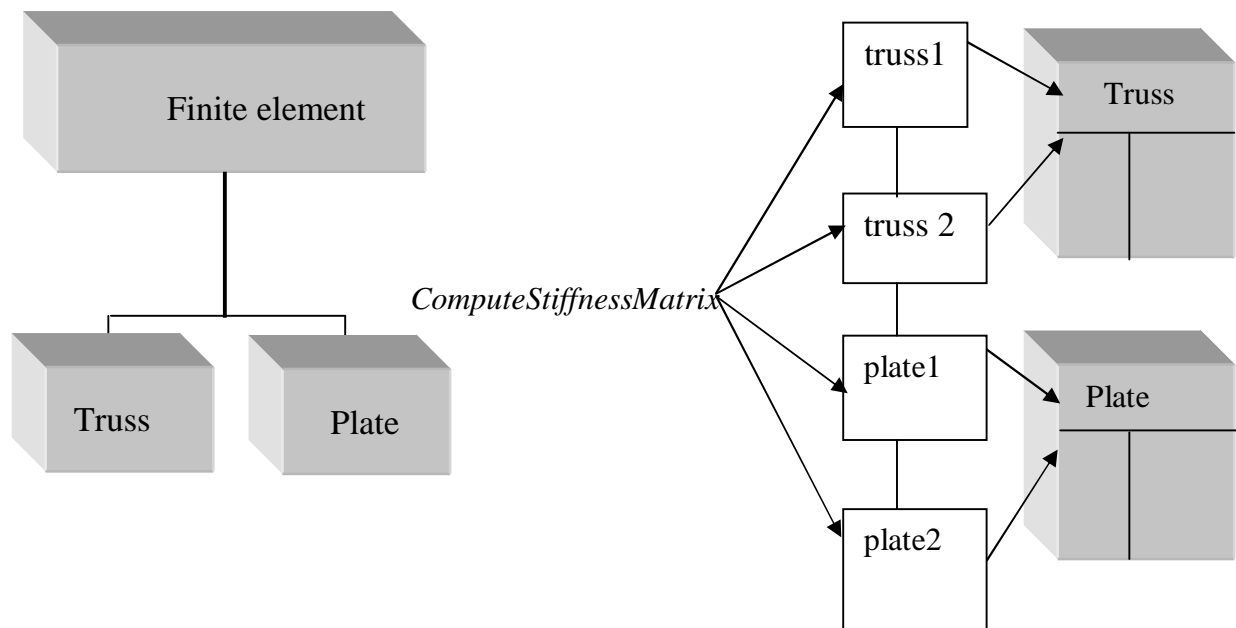 Finite element
Truss
Plate
ComputeStiffnessMatrix
truss1
truss 2
plate1
plate2
Truss
Plate